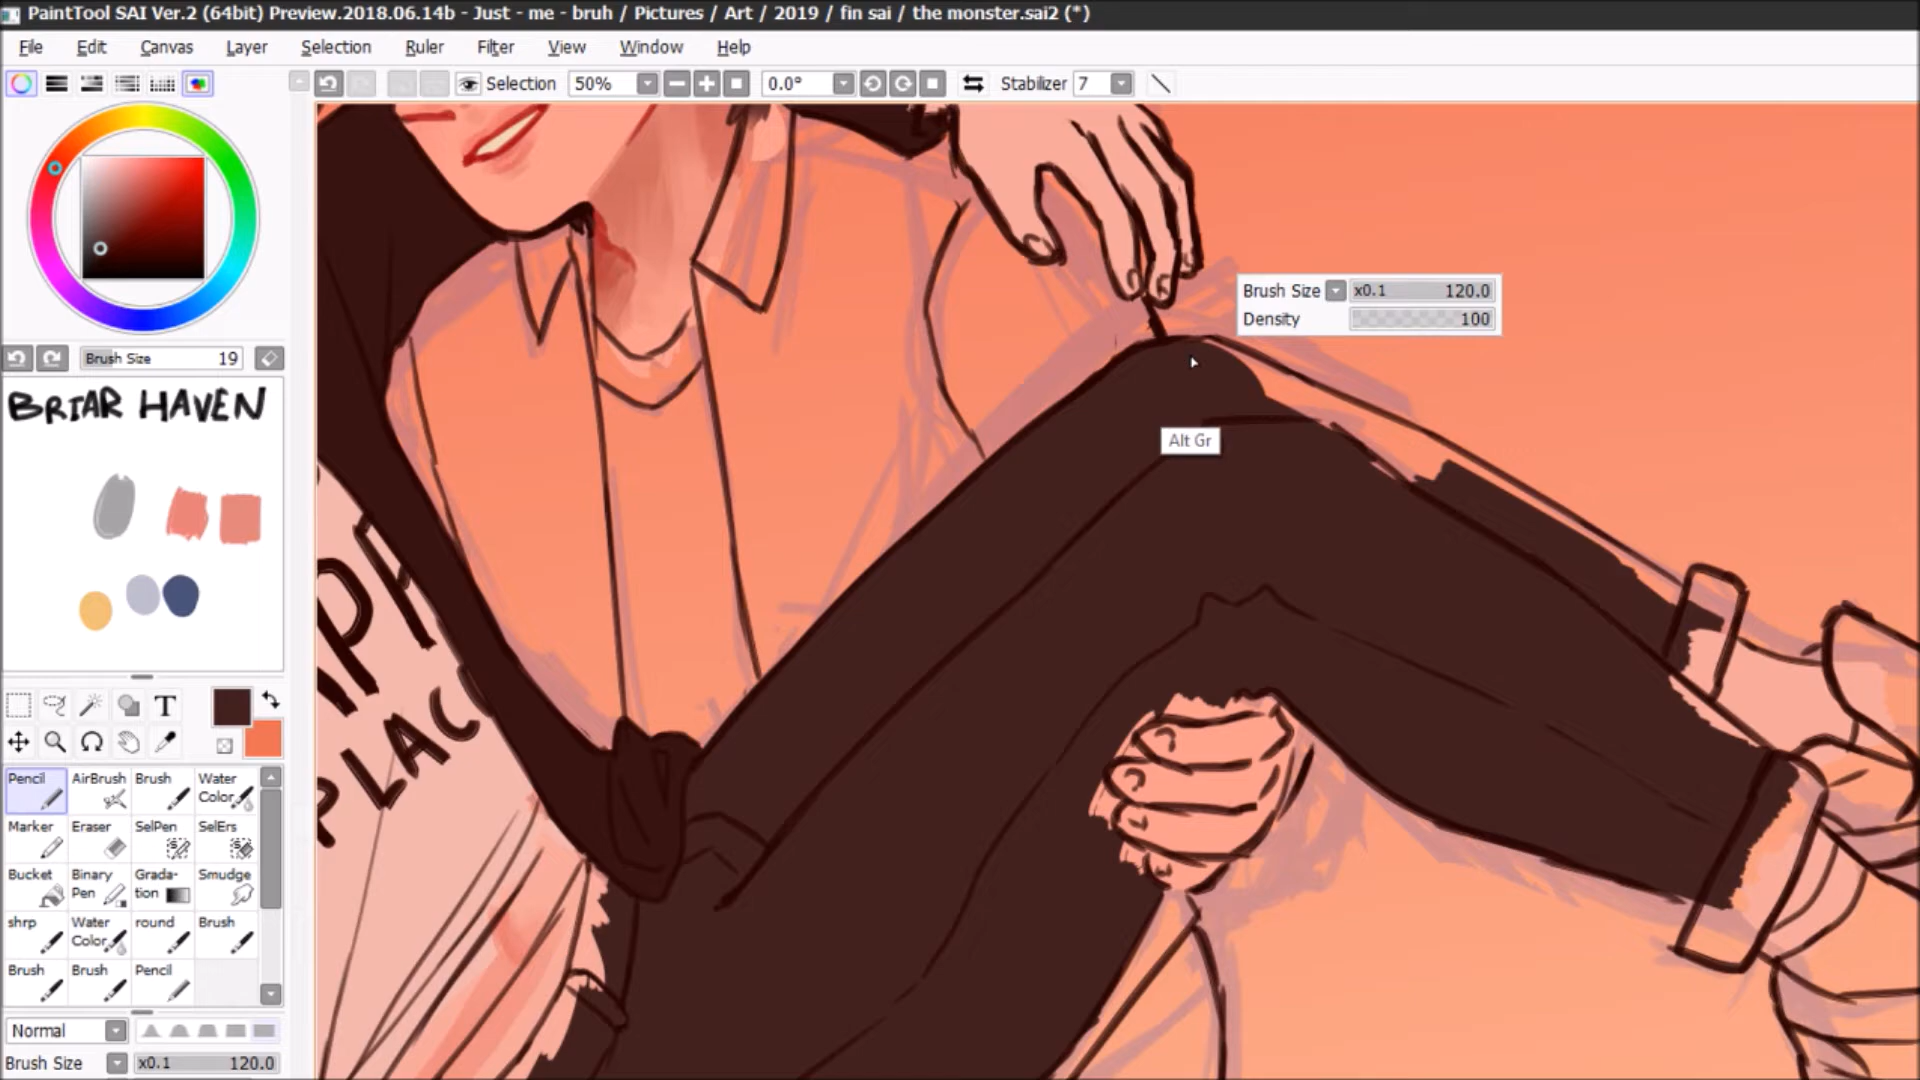 PaintTool SAI Ver.2 (64bit) Preview.2018.06.14b - Just - me - bruh / Pictures / Art / 2019 / fin sai / the monster.sai2 (*)
File Edit Canvas Layer Selection Ruler Filter View Window Help
Selection 50% 0.0° Stabilizer 7
Brush Size x0.1 120.0
Density 100
Alt Gr
Brush Size 19
BRIAR HAVEN
PLAC
T
Pencil AirBrush Brush Water Color
Marker Eraser SelPen SelErs
Bucket Binary Pen Grada-tion Smudge
shrp Water Color round Brush
Brush Brush Pencil
Normal
Brush Size x0.1 120.0